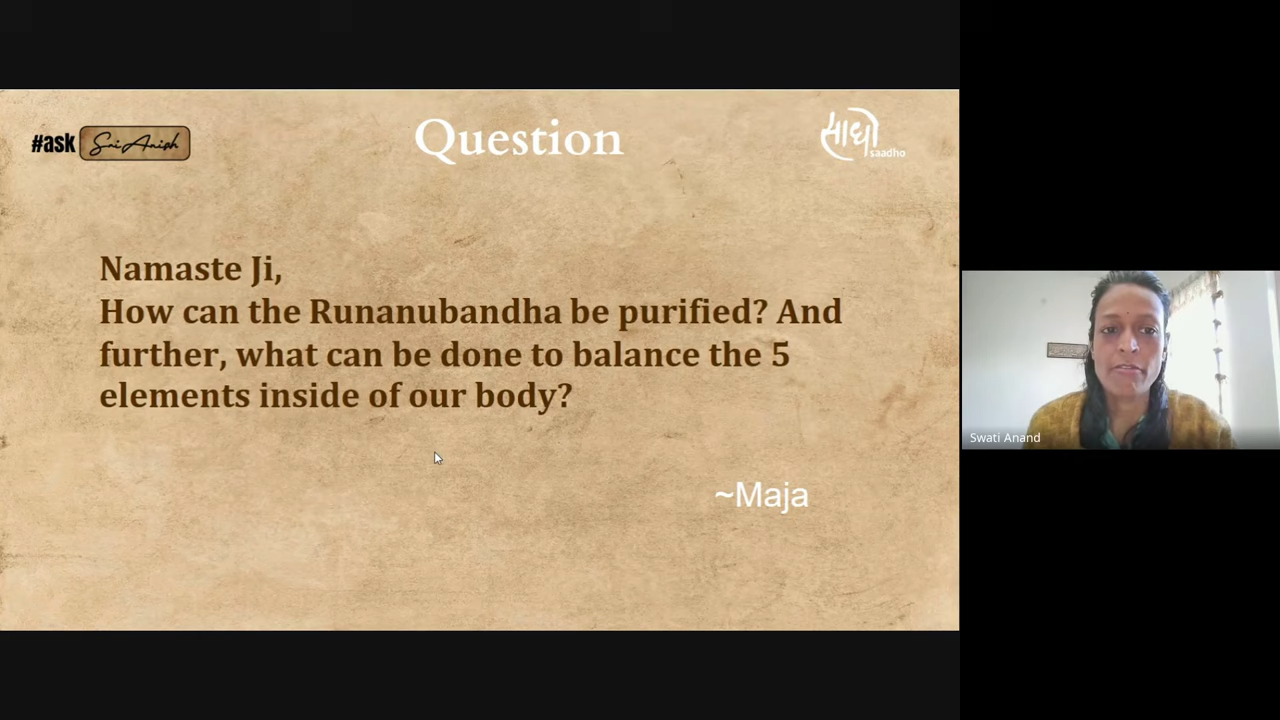 #ask Sri Anish
Question
साधो
saadho
Namaste Ji,
How can the Runanubandha be purified? And
further, what can be done to balance the 5
elements inside of our body?
~Maja
Swati Anand